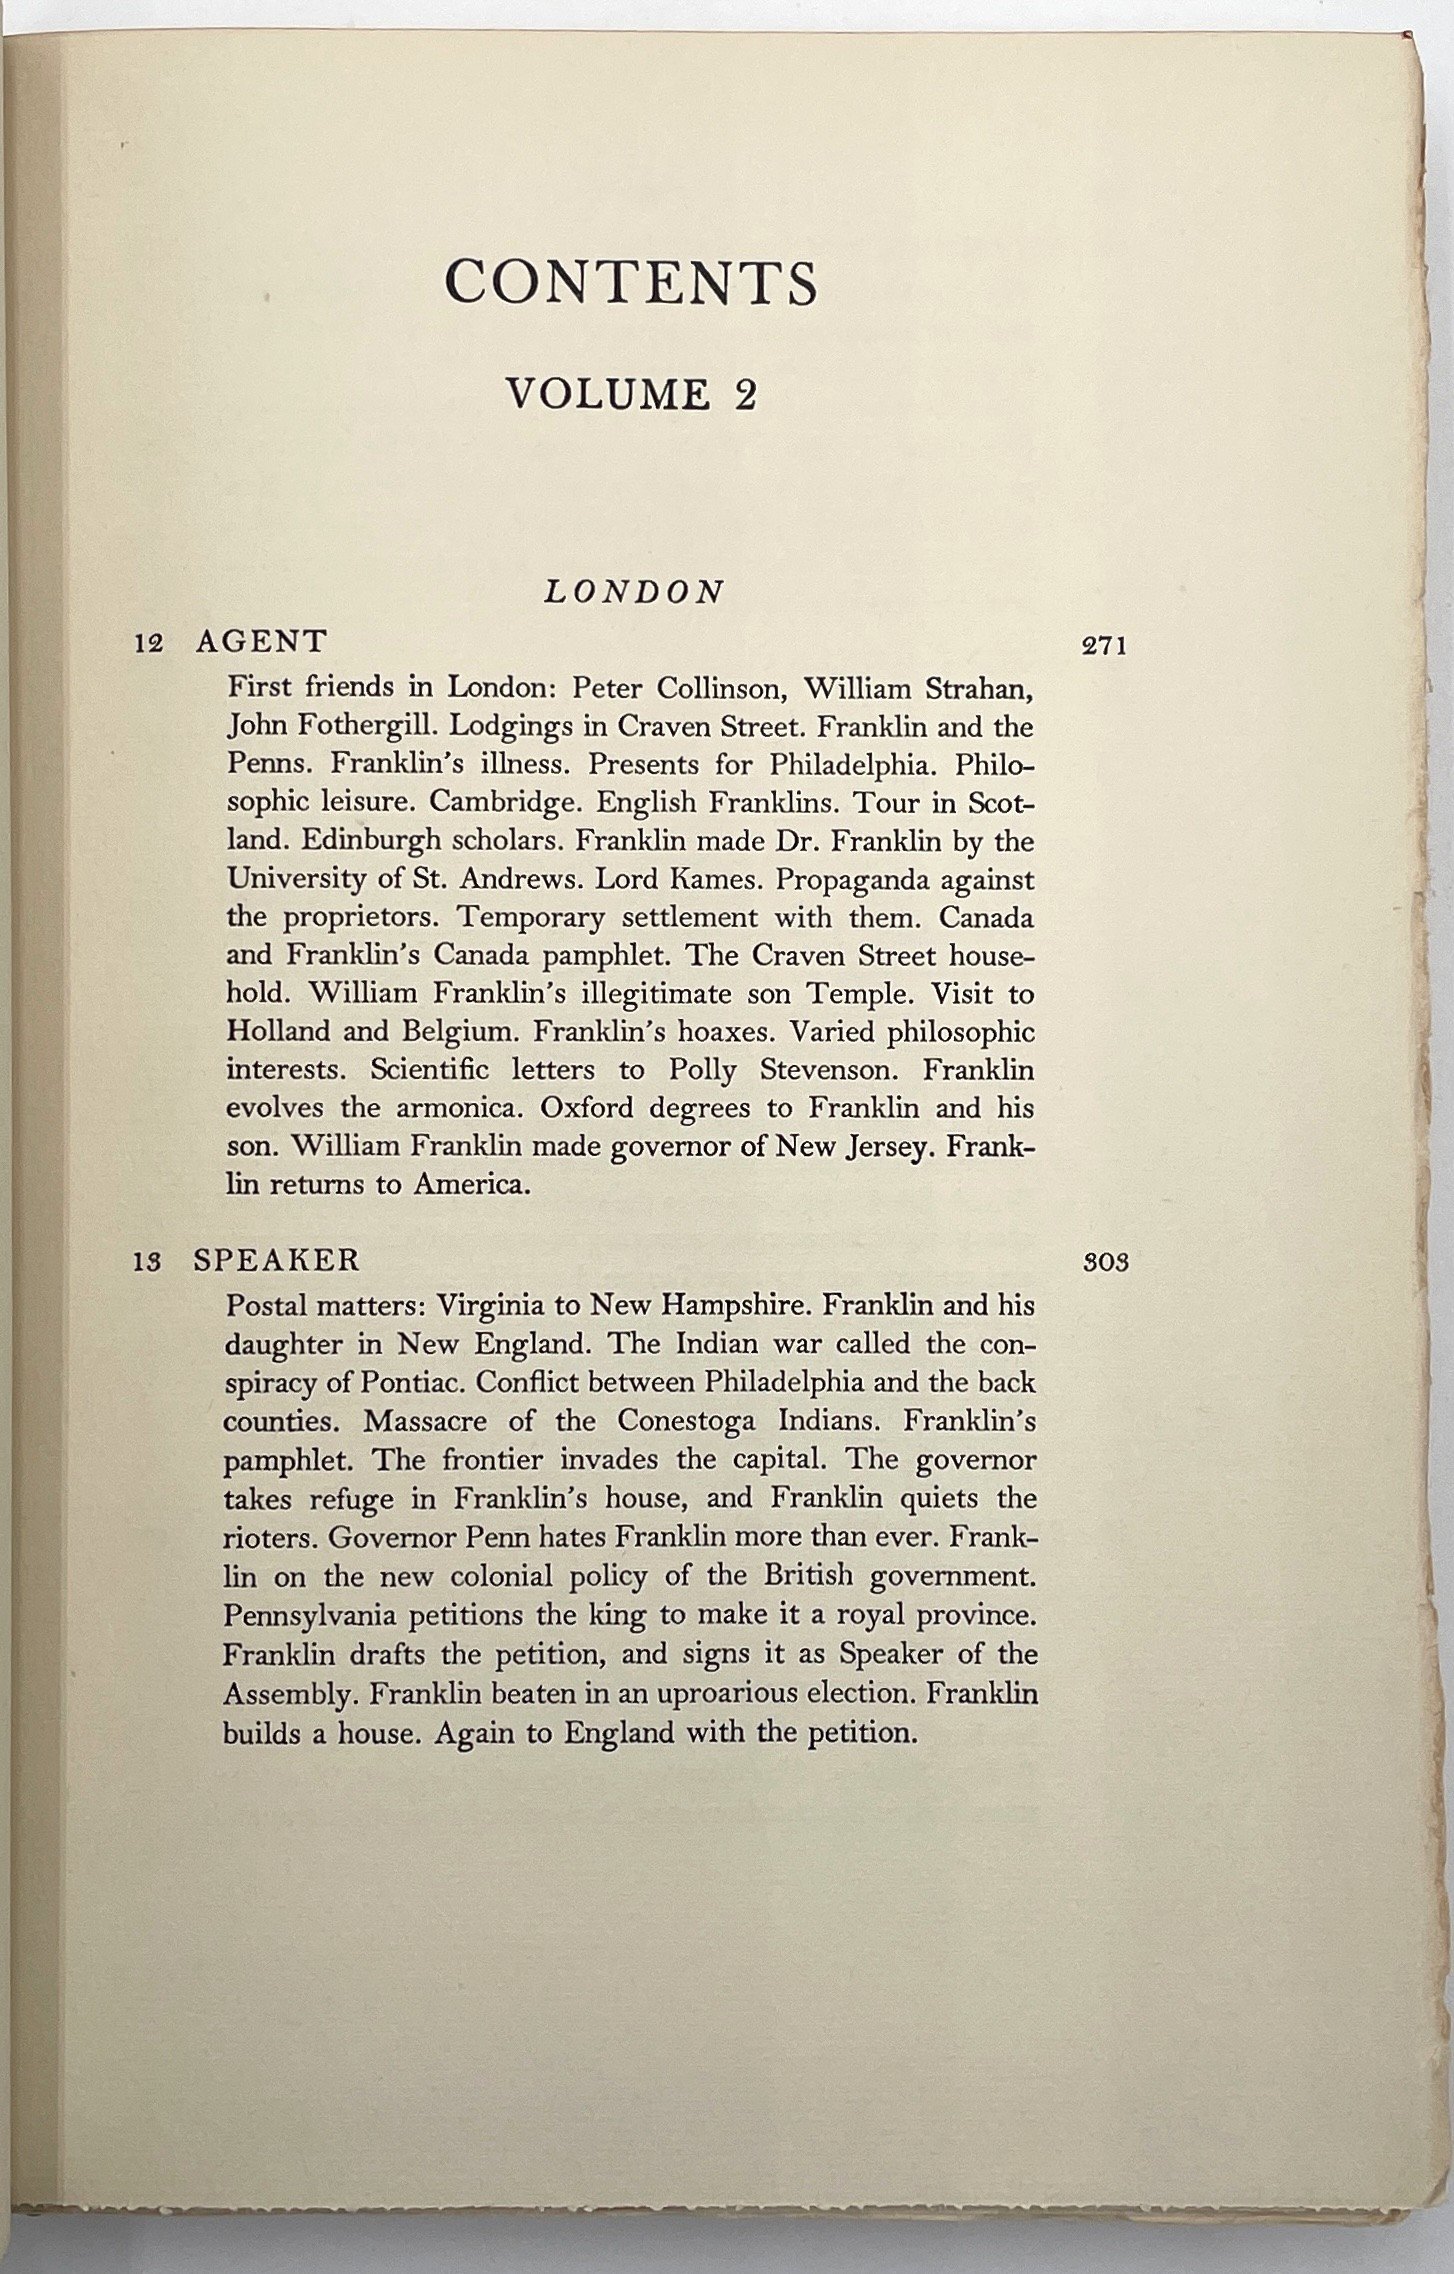 CONTENTS
VOLUME 2
LONDON
12 AGENT 271
First friends in London: Peter Collinson, William Strahan,
John Fothergill. Lodgings in Craven Street. Franklin and the
Penns. Franklin's illness. Presents for Philadelphia. Philo-
sophic leisure. Cambridge. English Franklins. Tour in Scot-
land. Edinburgh scholars. Franklin made Dr. Franklin by the
University of St. Andrews. Lord Kames. Propaganda against
the proprietors. Temporary settlement with them. Canada
and Franklin's Canada pamphlet. The Craven Street house-
hold. William Franklin's illegitimate son Temple. Visit to
Holland and Belgium. Franklin's hoaxes. Varied philosophic
interests. Scientific letters to Polly Stevenson. Franklin
evolves the armonica. Oxford degrees to Franklin and his
son. William Franklin made governor of New Jersey. Frank-
lin returns to America.
13 SPEAKER 303
Postal matters: Virginia to New Hampshire. Franklin and his
daughter in New England. The Indian war called the con-
spiracy of Pontiac. Conflict between Philadelphia and the back
counties. Massacre of the Conestoga Indians. Franklin's
pamphlet. The frontier invades the capital. The governor
takes refuge in Franklin's house, and Franklin quiets the
rioters. Governor Penn hates Franklin more than ever. Frank-
lin on the new colonial policy of the British government.
Pennsylvania petitions the king to make it a royal province.
Franklin drafts the petition, and signs it as Speaker of the
Assembly. Franklin beaten in an uproarious election. Franklin
builds a house. Again to England with the petition.